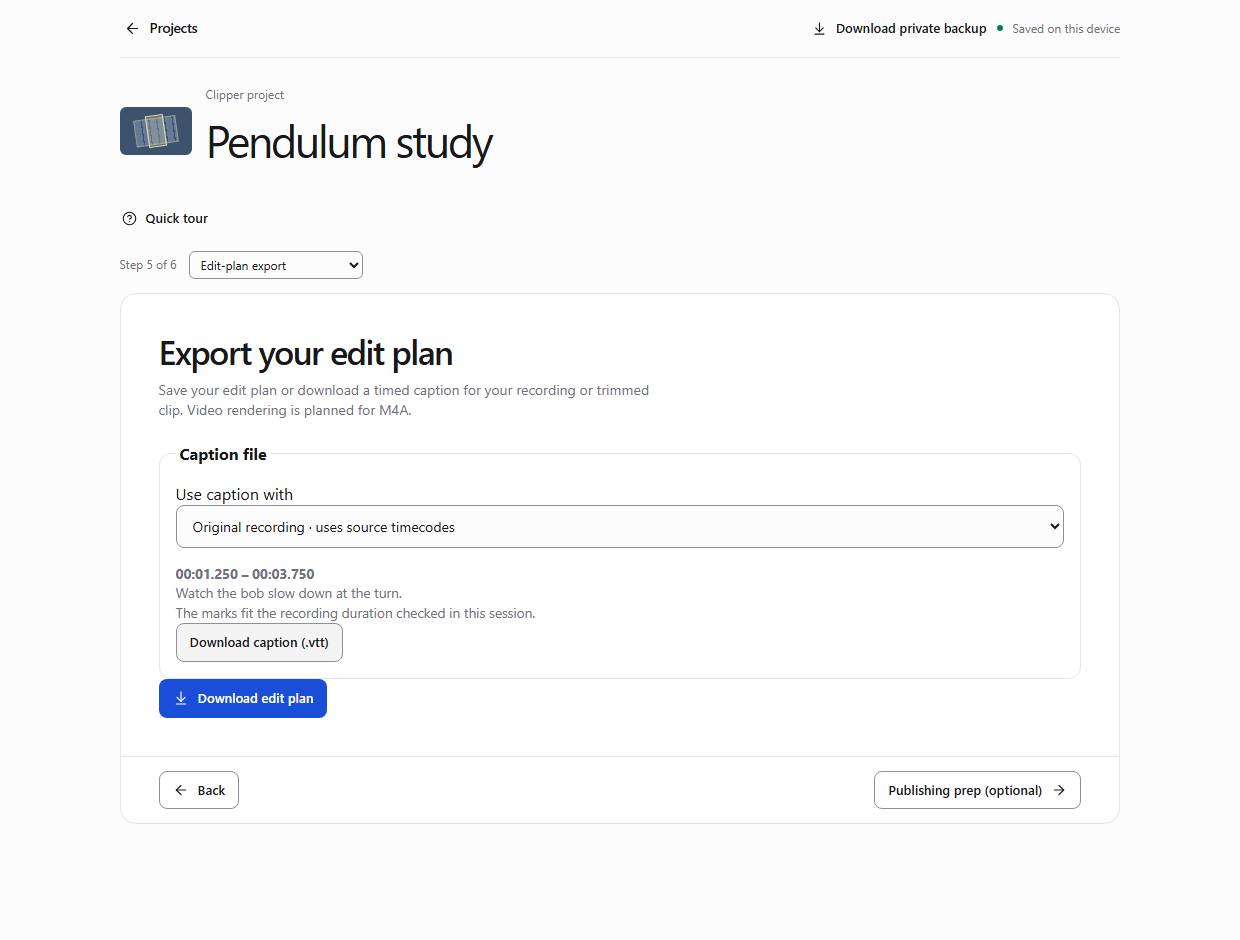 Projects
Download private backup
Saved on this device
Clipper project
Pendulum study
Quick tour
Step 5 of 6
Edit-plan export
Export your edit plan
Save your edit plan or download a timed caption for your recording or trimmed
clip. Video rendering is planned for M4A.
Caption file
Use caption with
Original recording · uses source timecodes
00:01.250 – 00:03.750
Watch the bob slow down at the turn.
The marks fit the recording duration checked in this session.
Download caption (.vtt)
Download edit plan
Back
Publishing prep (optional)